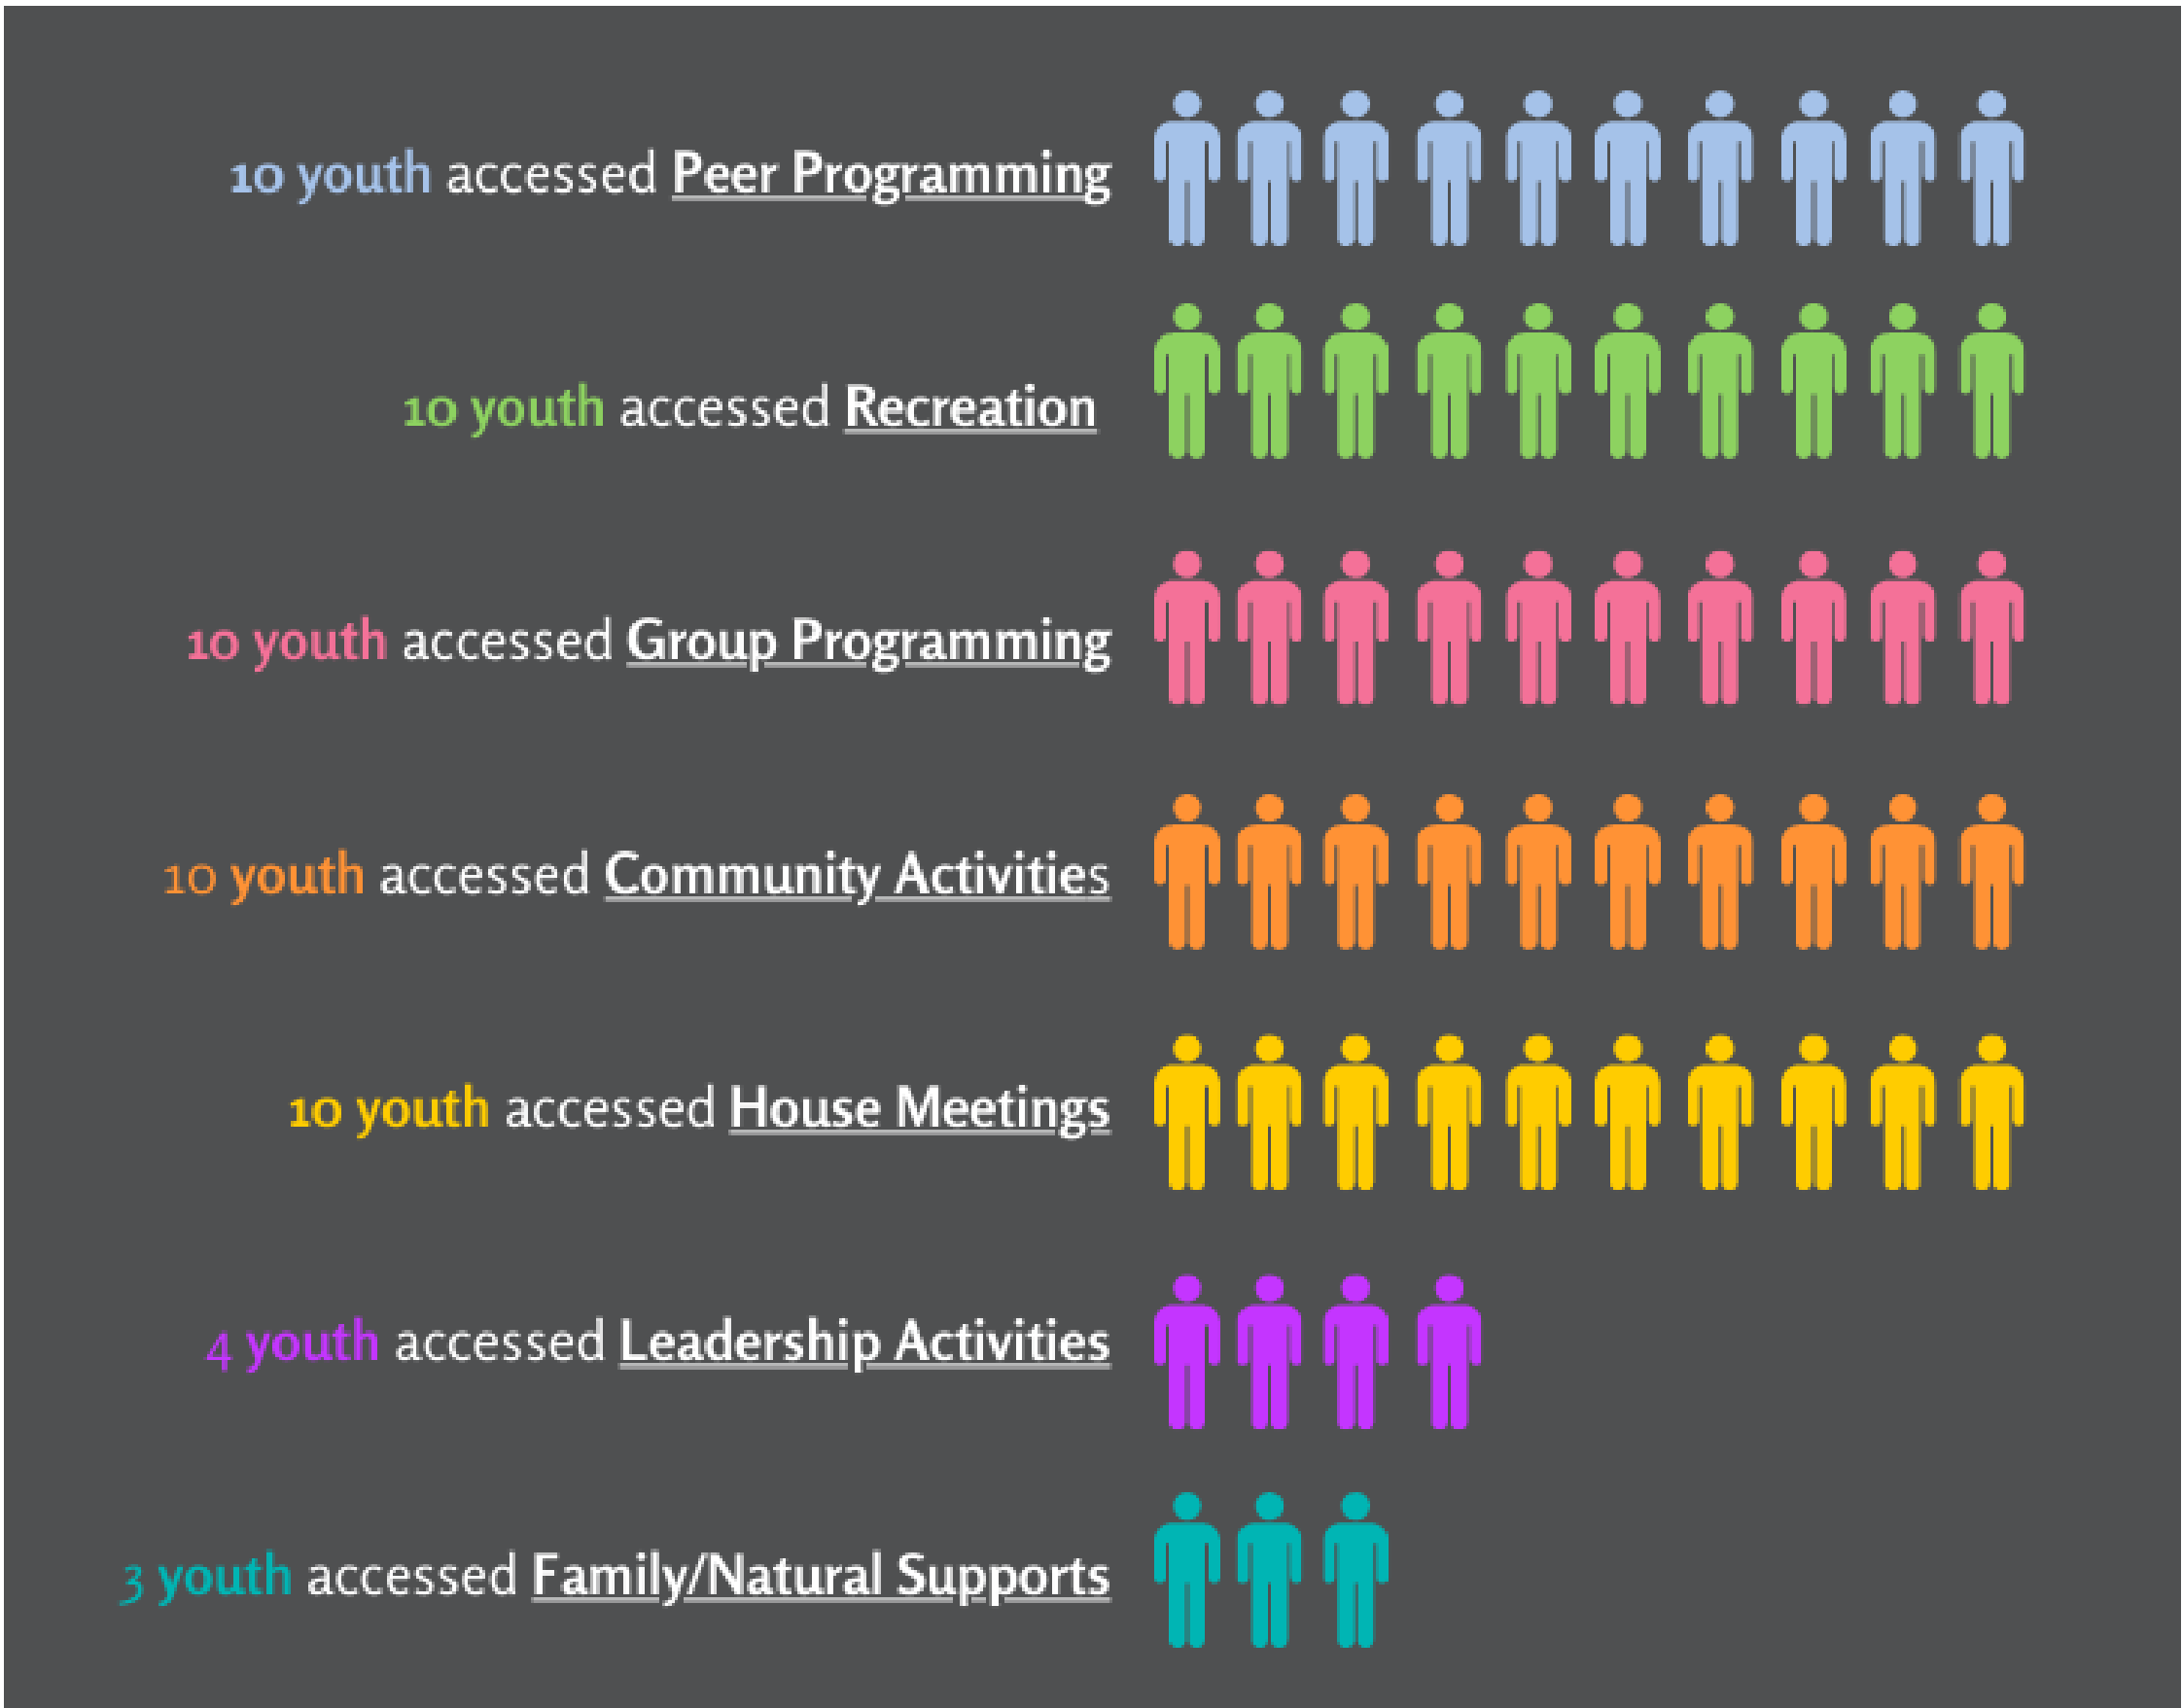 10 youth accessed Peer Programming
10 youth accessed Recreation
10 youth accessed Group Programming
10 youth accessed Community Activities
10 youth accessed House Meetings
4 youth accessed Leadership Activities
3 youth accessed Family/Natural Supports